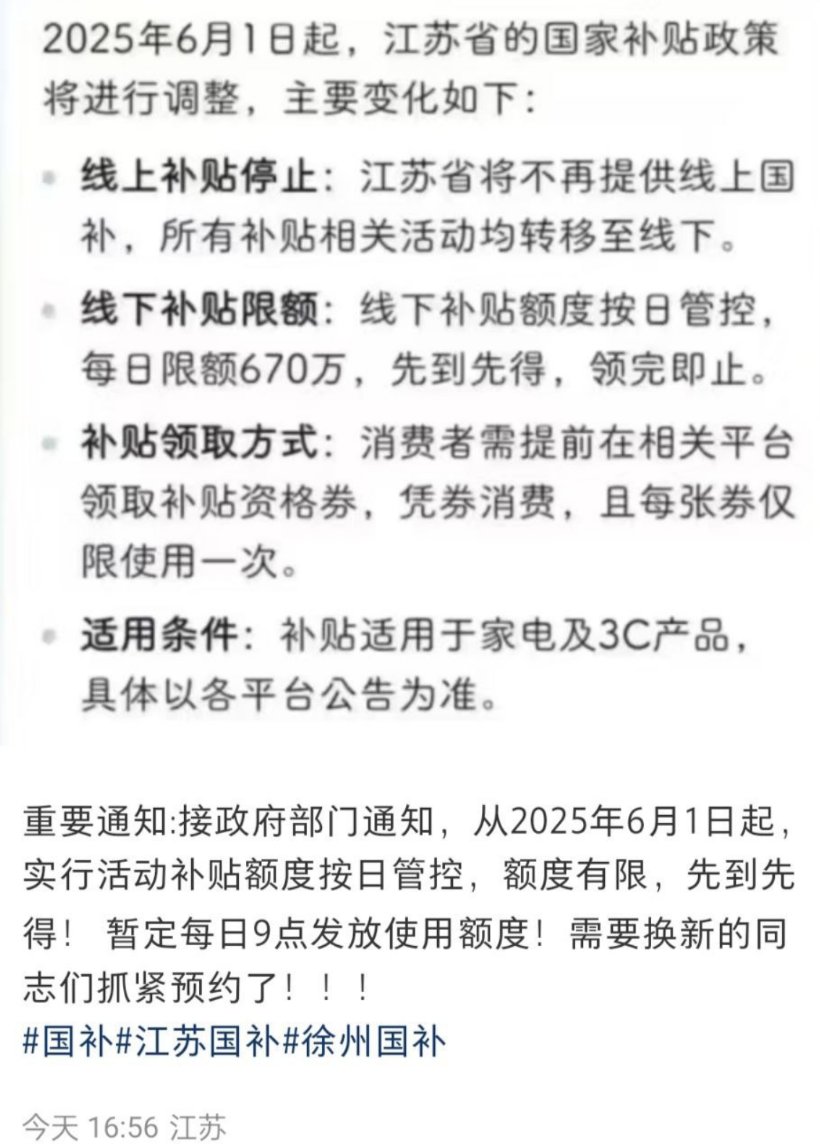 2025年6月1日起，江苏省的国家补贴政策
将进行调整，主要变化如下：
• 线上补贴停止：江苏省将不再提供线上国
补，所有补贴相关活动均转移至线下。
• 线下补贴限额：线下补贴额度按日管控，
每日限额670万，先到先得，领完即止。
• 补贴领取方式：消费者需提前在相关平台
领取补贴资格券，凭券消费，且每张券仅
限使用一次。
• 适用条件：补贴适用于家电及3C产品，
具体以各平台公告为准。
重要通知:接政府部门通知，从2025年6月1日起，
实行活动补贴额度按日管控，额度有限，先到先
得！ 暂定每日9点发放使用额度！需要换新的同
志们抓紧预约了！！！
#国补#江苏国补#徐州国补
今天 16:56 江苏